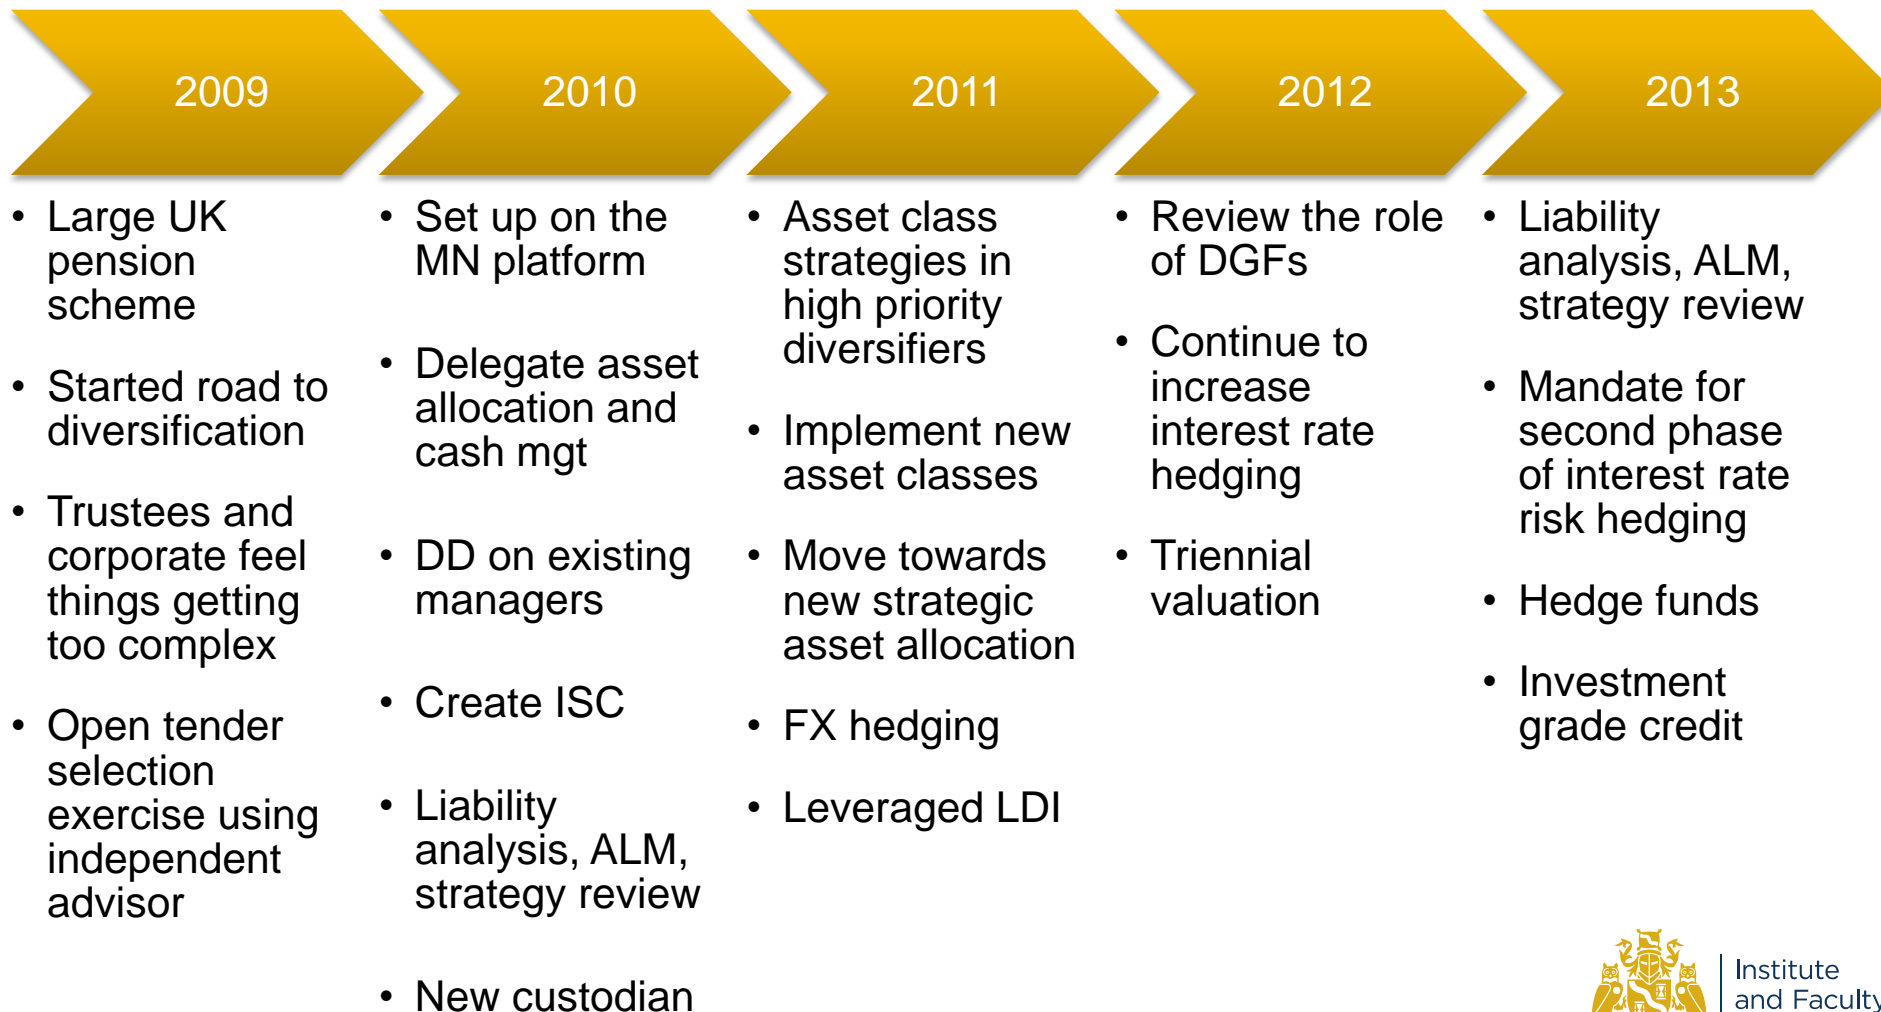 2009
2010
2011
2012
2013
• Large UK
pension
scheme
• Started road to
diversification
• Trustees and
corporate feel
things getting
too complex
• Open tender
selection
exercise using
independent
advisor
• Set up on the
MN platform
• Delegate asset
allocation and
cash mgt
• DD on existing
managers
• Create ISC
• Liability
analysis, ALM,
strategy review
• New custodian
• Asset class
strategies in
high priority
diversifiers
• Implement new
asset classes
• Move towards
new strategic
asset allocation
• FX hedging
• Leveraged LDI
• Review the role
of DGFs
• Continue to
increase
interest rate
hedging
• Triennial
valuation
• Liability
analysis, ALM,
strategy review
• Mandate for
second phase
of interest rate
risk hedging
• Hedge funds
• Investment
grade credit
Institute
and Faculty